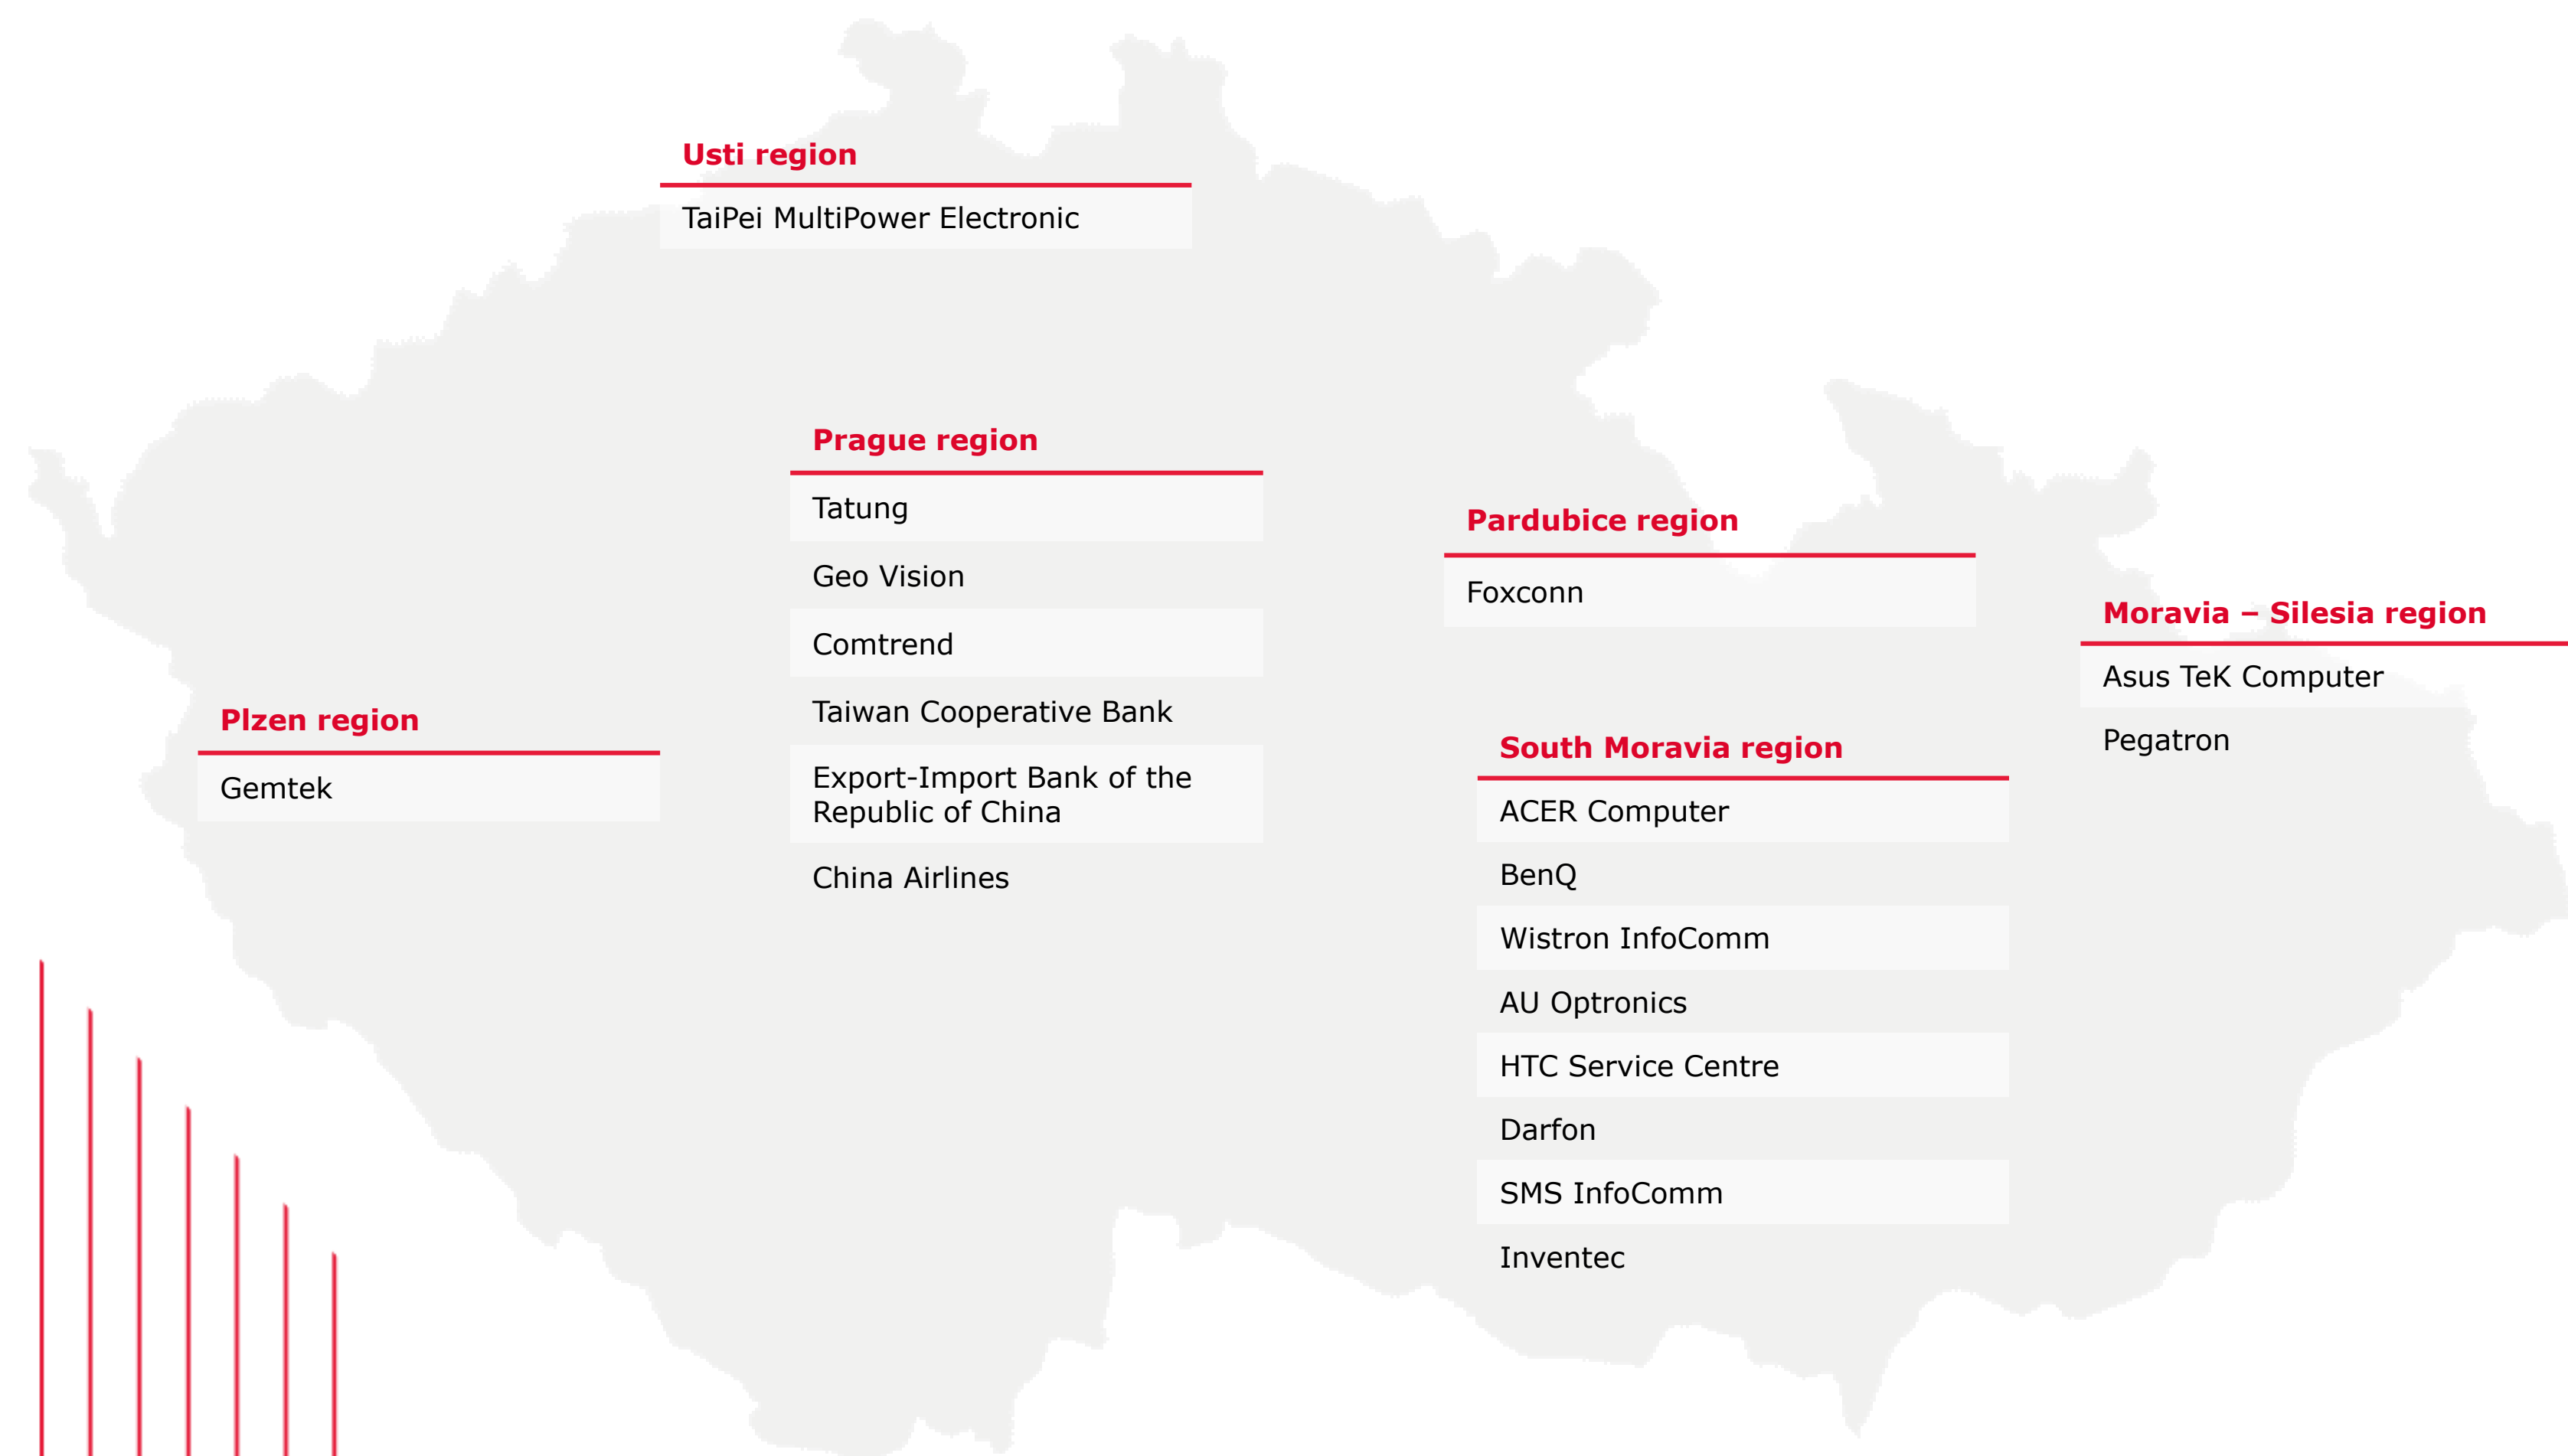 Usti region
TaiPei MultiPower Electronic
Prague region
Tatung
Geo Vision
Comtrend
Taiwan Cooperative Bank
Export-Import Bank of the
Republic of China
China Airlines
Plzen region
Gemtek
Pardubice region
Foxconn
South Moravia region
ACER Computer
BenQ
Wistron InfoComm
AU Optronics
HTC Service Centre
Darfon
SMS InfoComm
Inventec
Moravia – Silesia region
Asus TeK Computer
Pegatron